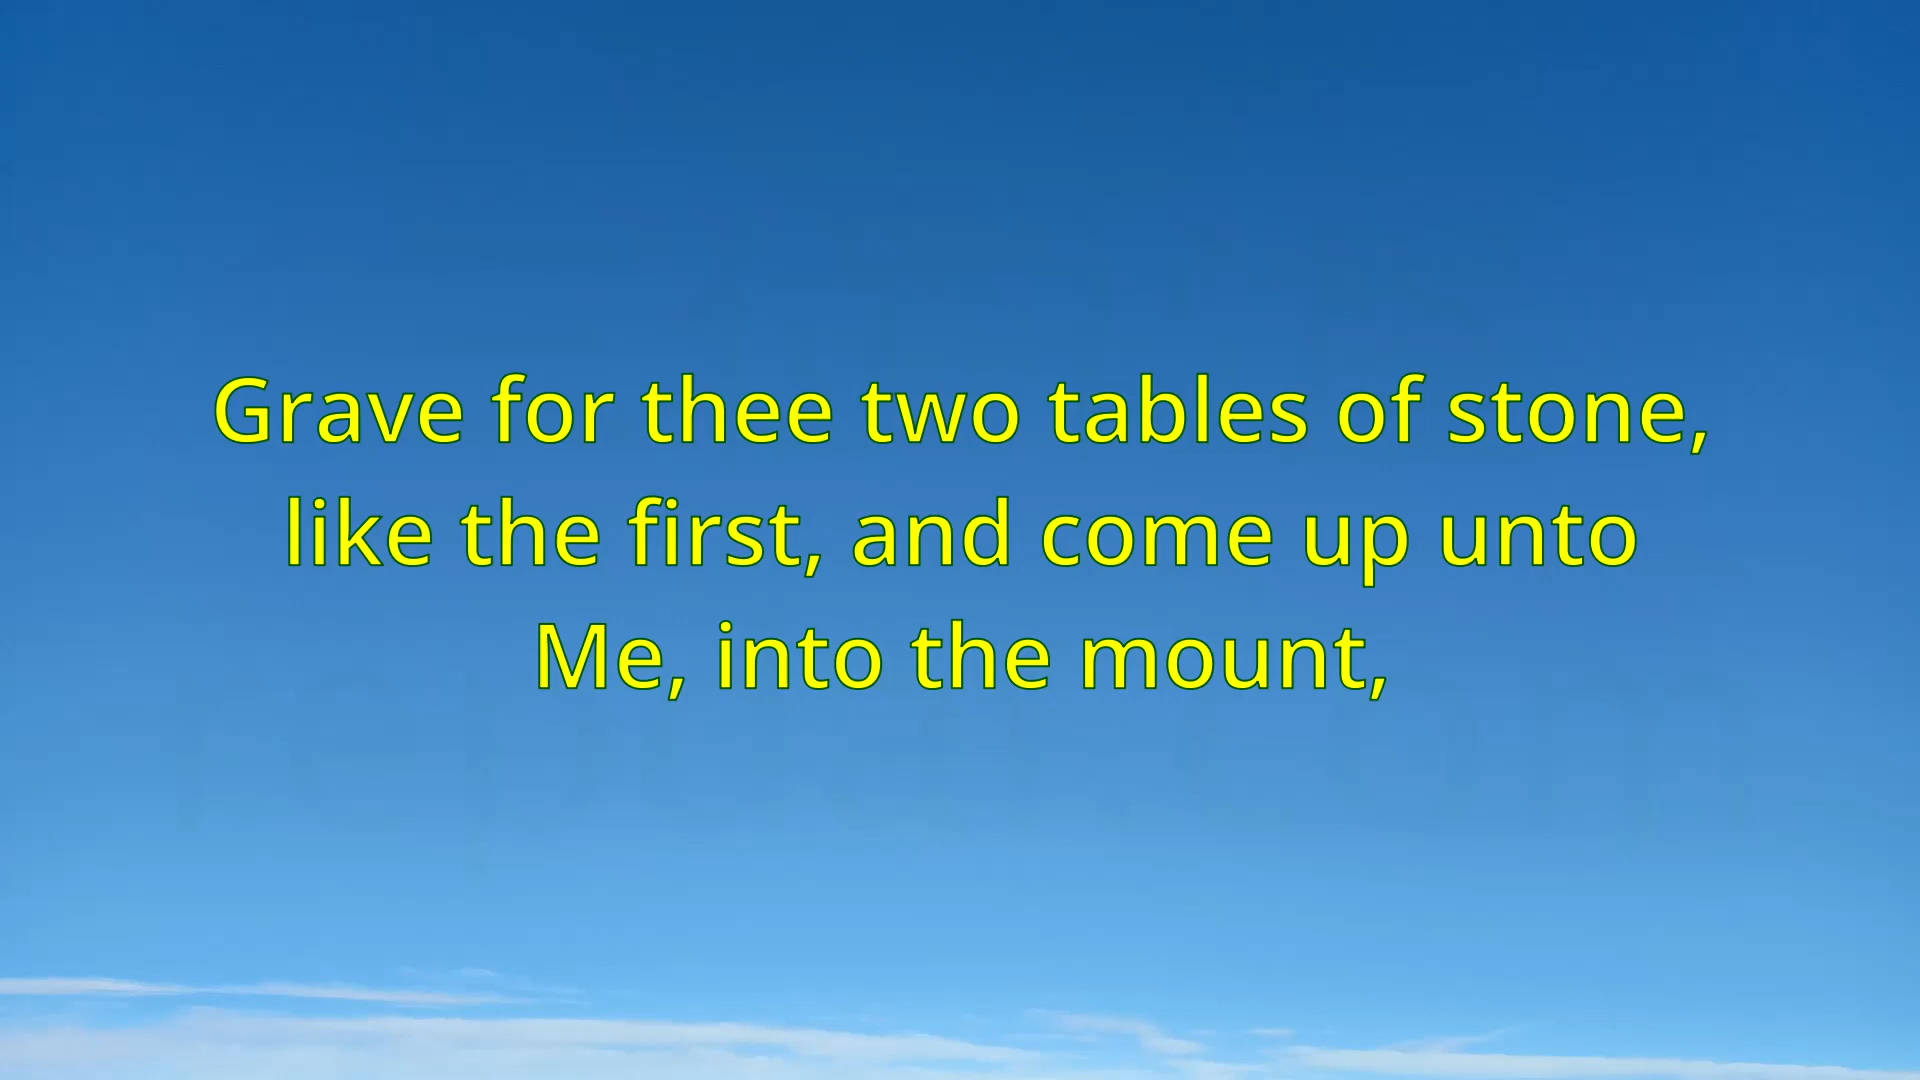 Grave for thee two tables of stone,
like the first, and come up unto
Me, into the mount,